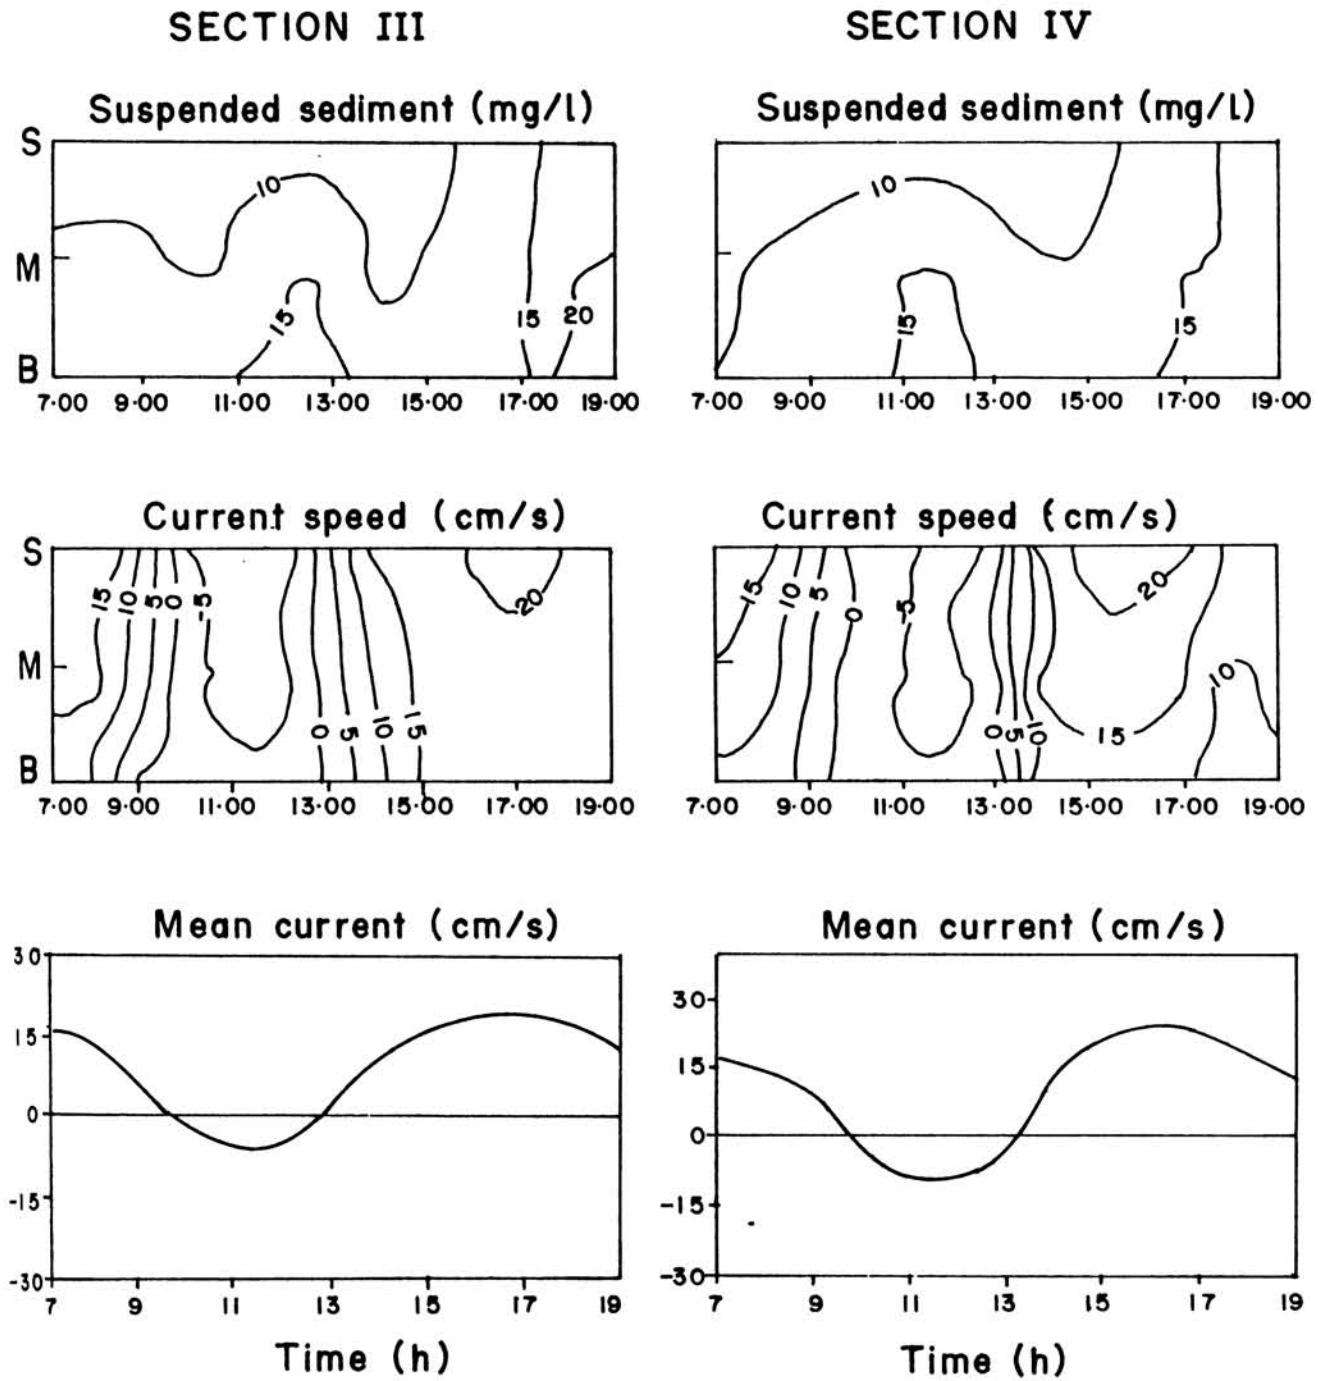 SECTION III
SECTION IV
Suspended sediment (mg/l)
Suspended sediment (mg/l)
S
M
B
10
15
15
20
7·00 9·00 11·00 13·00 15·00 17·00 19·00
10
15
15
7·00 9·00 11·00 13·00 15·00 17·00 19·00
Current speed (cm/s)
Current speed (cm/s)
S
M
B
15 10 5 0 -5
20
0 5 10 15
7·00 9·00 11·00 13·00 15·00 17·00 19·00
15 10 5 0 -5
20
10
0 5 10 15
7·00 9·00 11·00 13·00 15·00 17·00 19·00
Mean current (cm/s)
Mean current (cm/s)
30
15
0
-15
-30
7 9 11 13 15 17 19
Time (h)
30
15
0
-15
-30
7 9 11 13 15 17 19
Time (h)